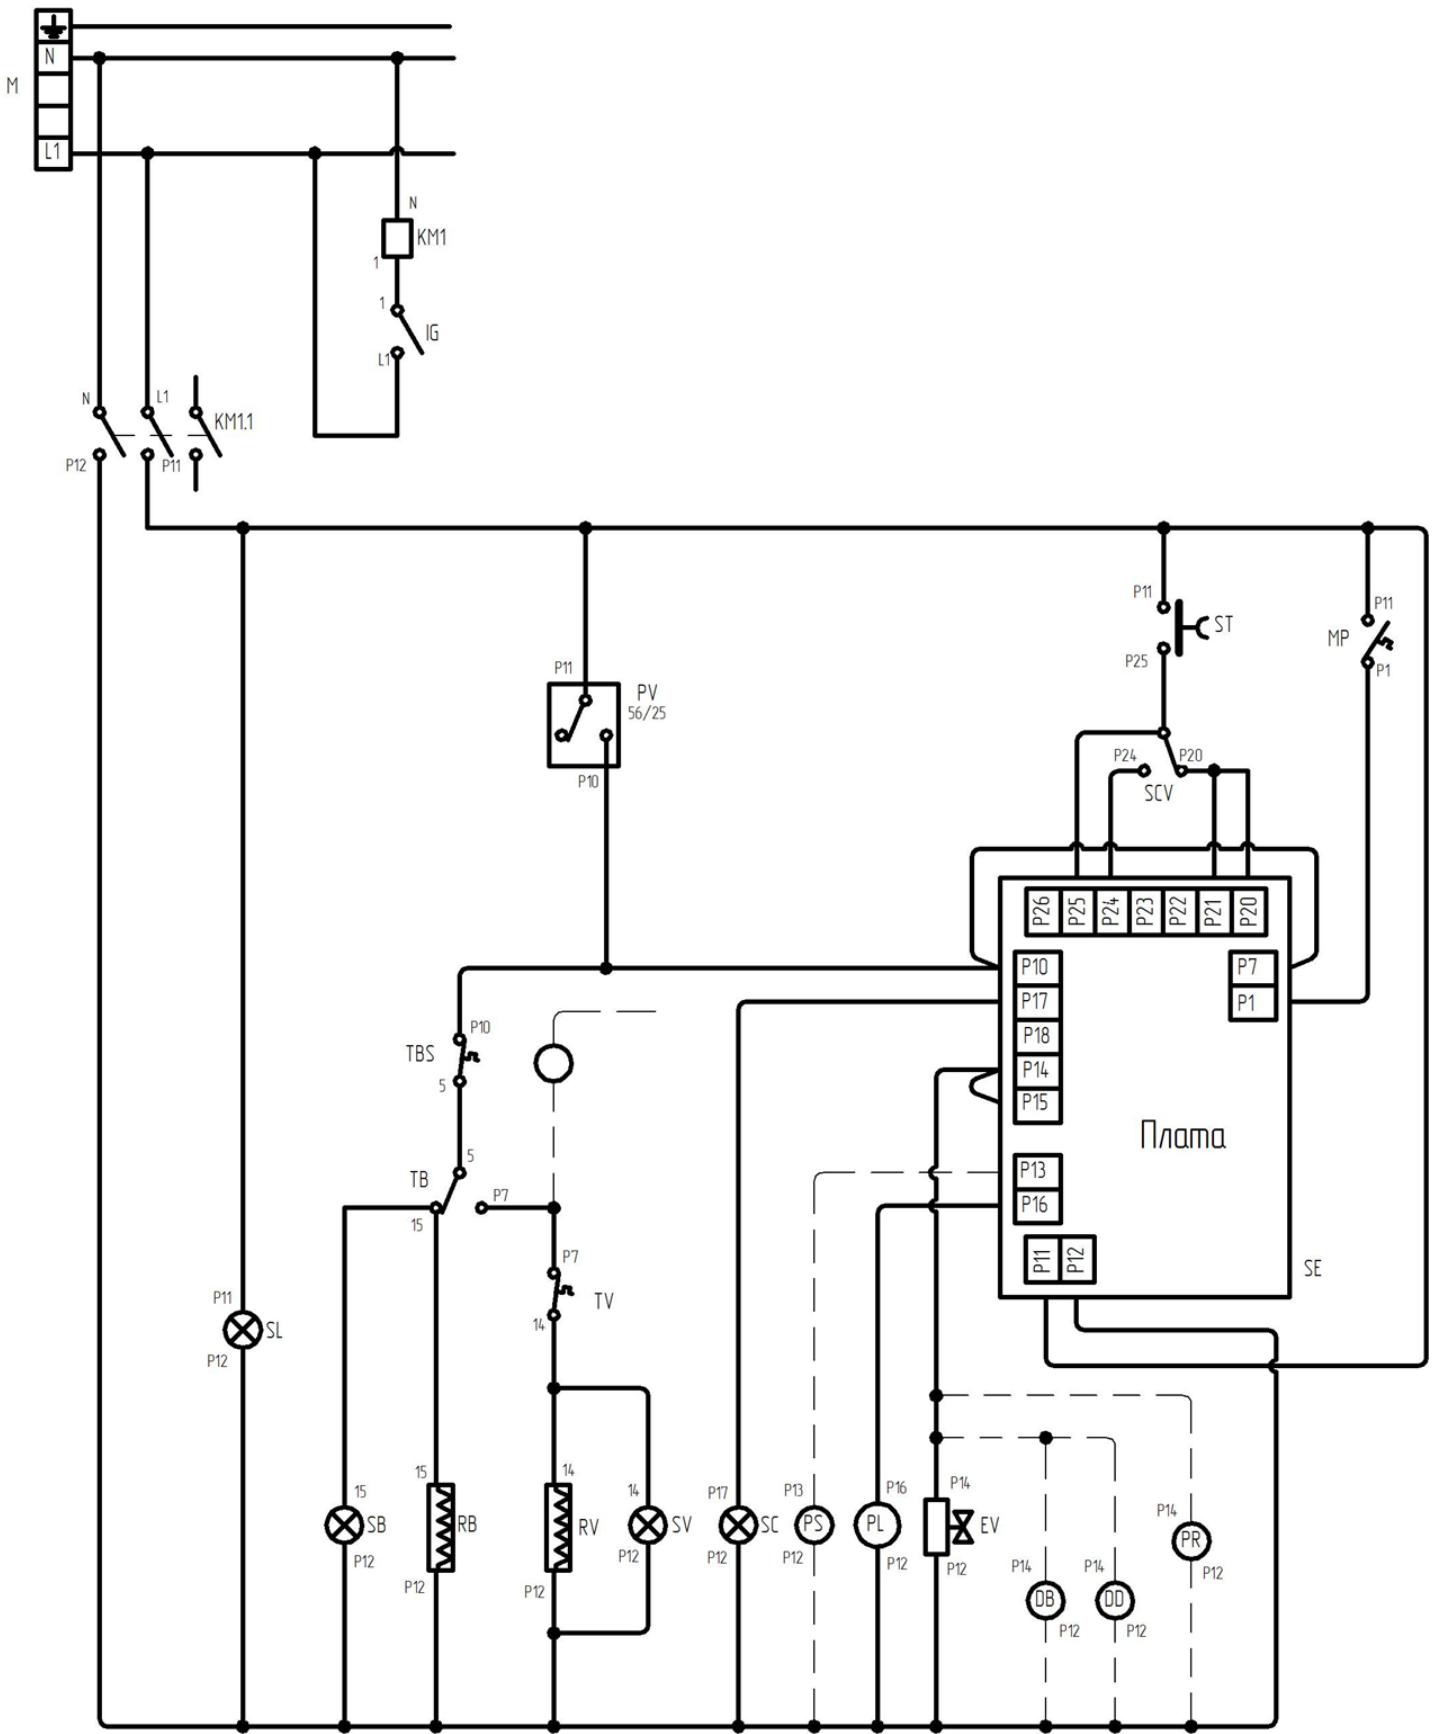 N
M
L1
N
KM1
1
1
IG
L1
N
L1
KM1.1
P12
P11
P11
ST
P25
P11
MP
P1
P11
PV
56/25
P10
P24
P20
SCV
P26
P25
P24
P23
P22
P21
P20
P10
P7
P17
P1
P18
P14
P15
Плата
P13
P16
P11
P12
SE
P10
TBS
5
5
TB
P7
15
P7
TV
14
P11
SL
P12
15
SB
P12
15
RB
P12
14
RV
P12
14
SV
P12
P17
SC
P12
P13
PS
P12
P16
PL
P12
P14
EV
P12
P14
DB
P12
P14
DD
P12
P14
PR
P12